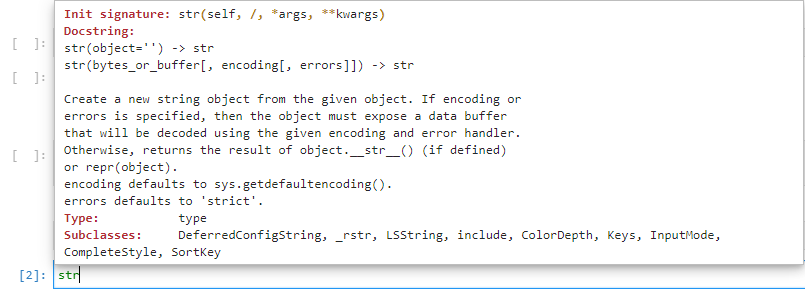 Init signature: str(self, /, *args, **kwargs)
Docstring:
[ ]: str(object='') -> str
str(bytes_or_buffer[, encoding[, errors]]) -> str
[ ]:
Create a new string object from the given object. If encoding or
errors is specified, then the object must expose a data buffer
that will be decoded using the given encoding and error handler.
Otherwise, returns the result of object.__str__() (if defined)
[ ]: or repr(object).
encoding defaults to sys.getdefaultencoding().
errors defaults to 'strict'.
Type: type
Subclasses: DeferredConfigString, _rstr, LSString, include, ColorDepth, Keys, InputMode,
CompleteStyle, SortKey
[2]: str